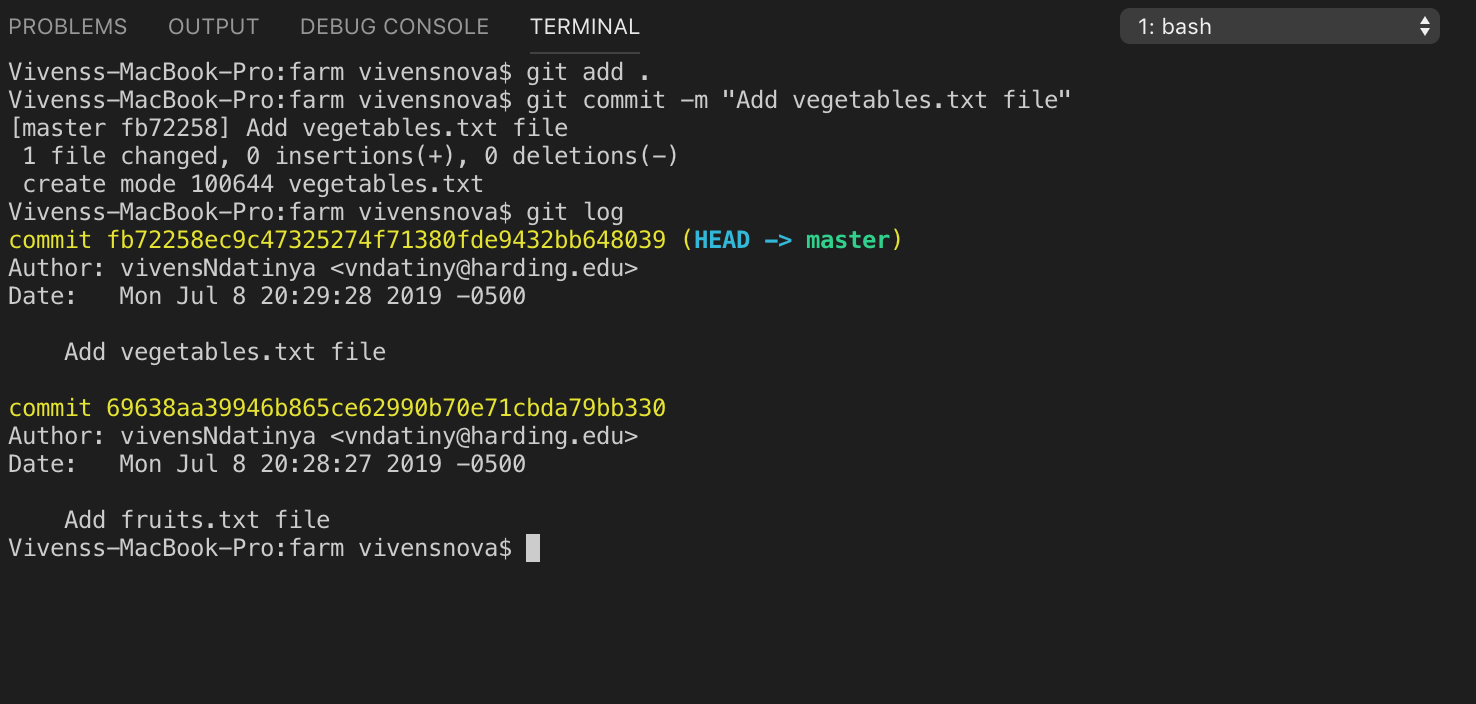 PROBLEMS OUTPUT DEBUG CONSOLE TERMINAL 1: bash
Vivenss-MacBook-Pro:farm vivensnova$ git add .
Vivenss-MacBook-Pro:farm vivensnova$ git commit -m "Add vegetables.txt file"
[master fb72258] Add vegetables.txt file
 1 file changed, 0 insertions(+), 0 deletions(-)
 create mode 100644 vegetables.txt
Vivenss-MacBook-Pro:farm vivensnova$ git log
commit fb72258ec9c47325274f71380fde9432bb648039 (HEAD -> master)
Author: vivensNdatinya <vndatiny@harding.edu>
Date:   Mon Jul 8 20:29:28 2019 -0500

    Add vegetables.txt file

commit 69638aa39946b865ce62990b70e71cbda79bb330
Author: vivensNdatinya <vndatiny@harding.edu>
Date:   Mon Jul 8 20:28:27 2019 -0500

    Add fruits.txt file
Vivenss-MacBook-Pro:farm vivensnova$